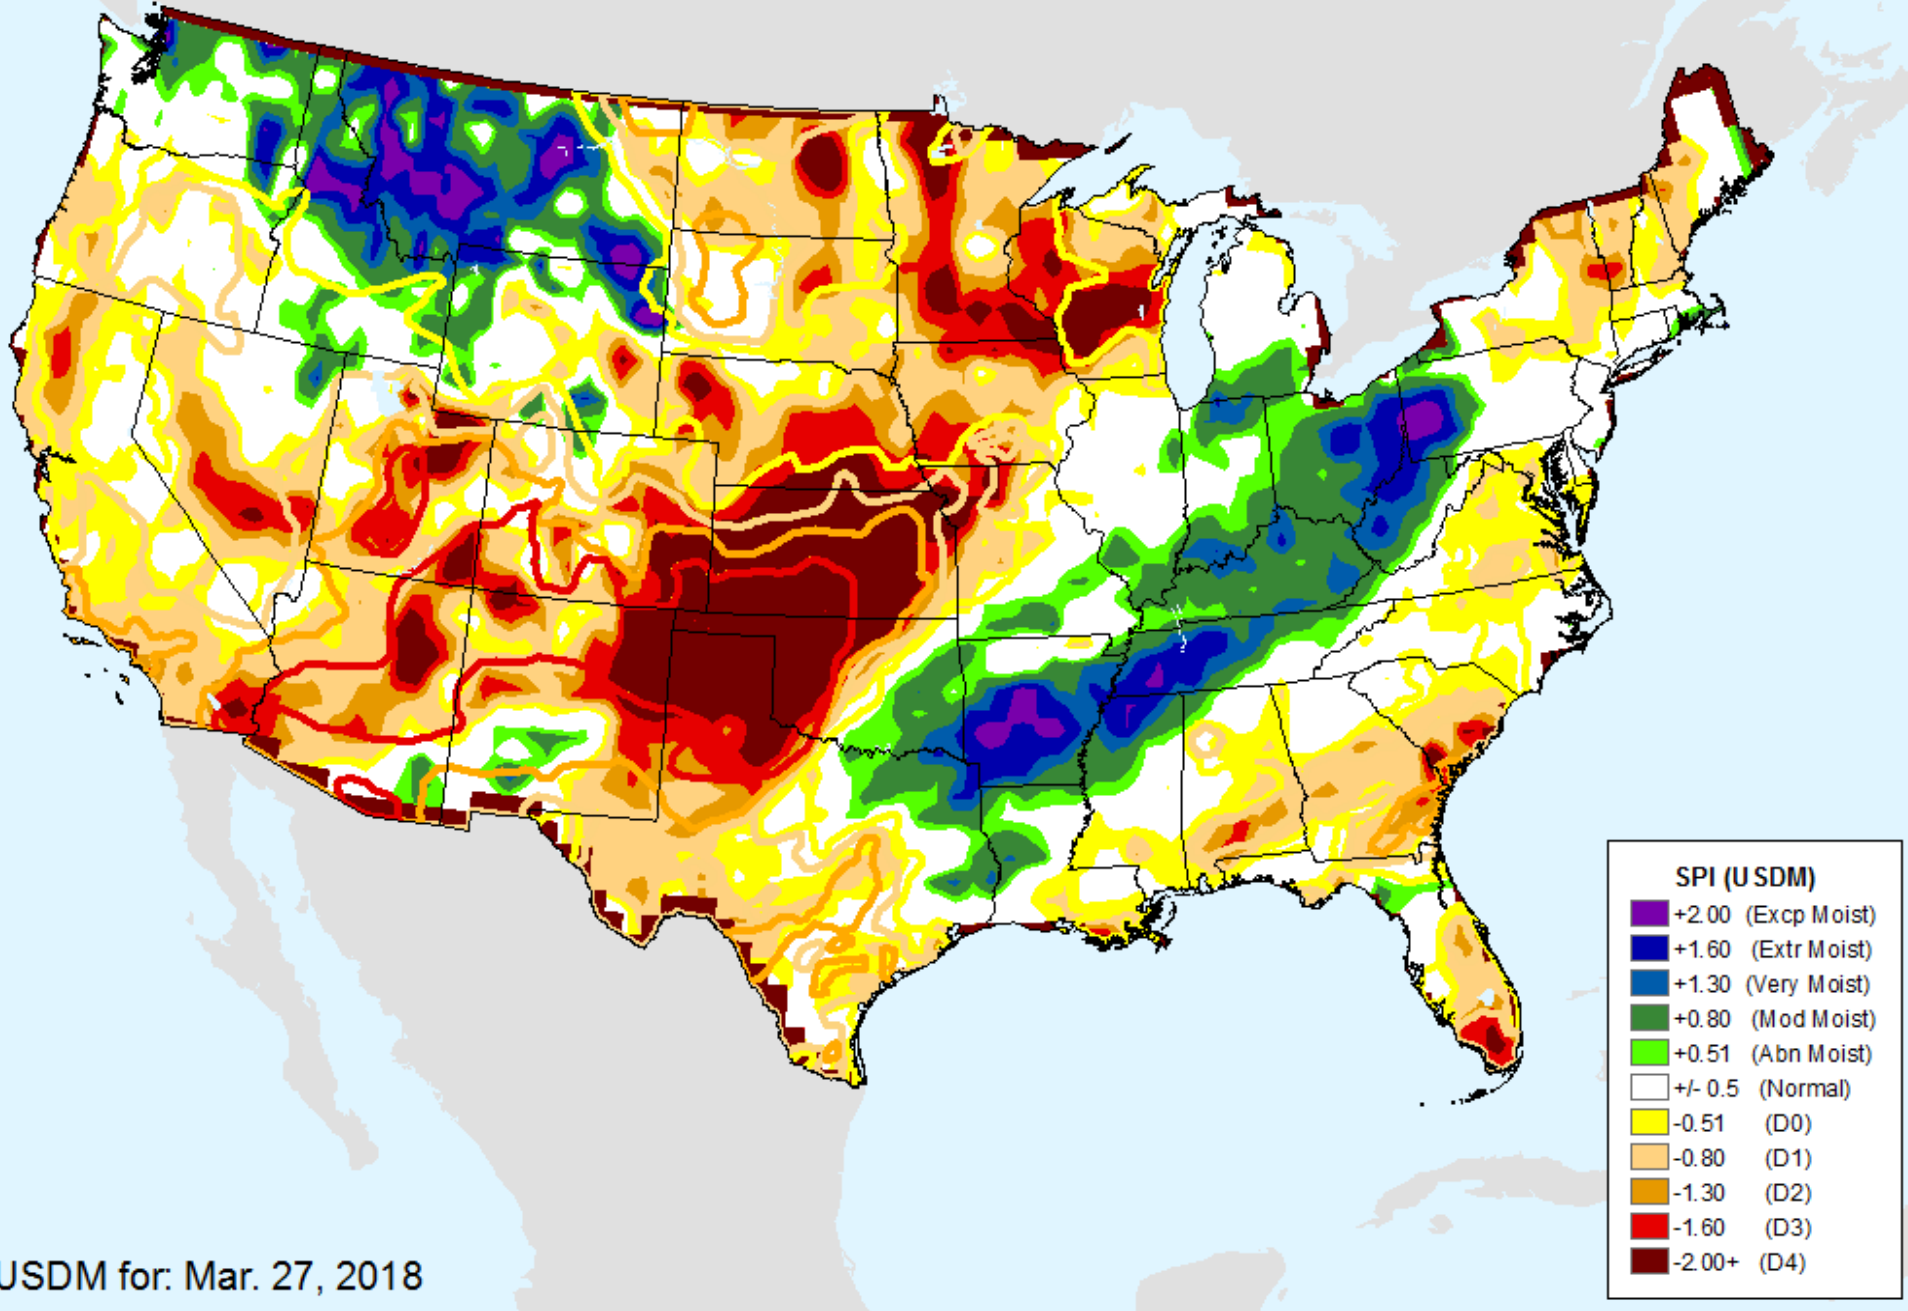 SPI (USDM)
+2.00 (Excp Moist)
+1.60 (Extr Moist)
+1.30 (Very Moist)
+0.80 (Mod Moist)
+0.51 (Abn Moist)
+/- 0.5 (Normal)
-0.51 (D0)
-0.80 (D1)
-1.30 (D2)
-1.60 (D3)
-2.00+ (D4)
USDM for: Mar. 27, 2018